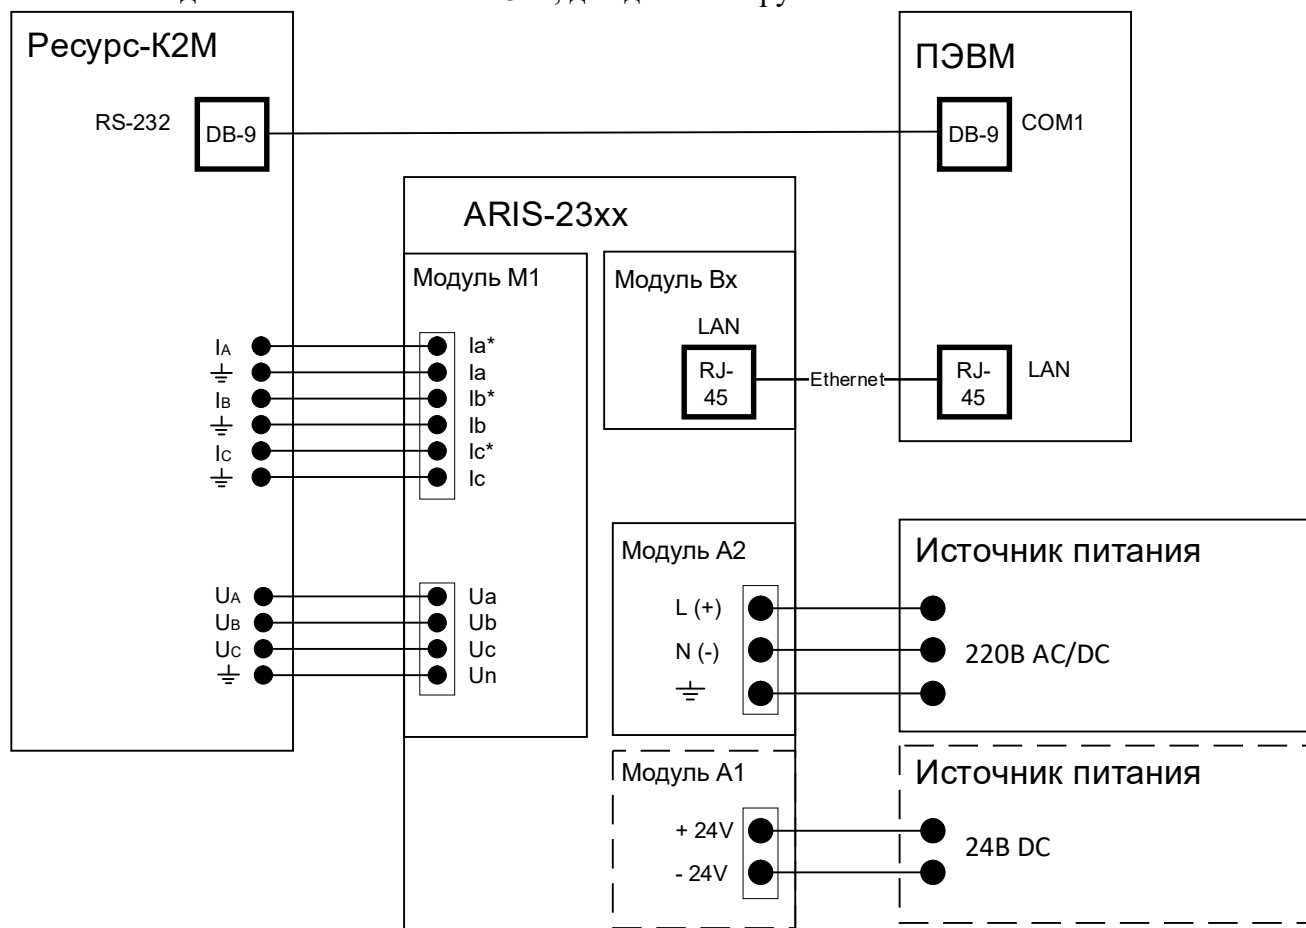 Ресурс-К2М
ПЭВМ
RS-232
DB-9
DB-9
COM1
ARIS-23xx
Модуль М1
Модуль Вх
LAN
RJ-
45
Ethernet
RJ-
45
LAN
IA
Ia*
Ia
IB
Ib*
Ib
IC
Ic*
Ic
Модуль А2
Источник питания
L (+)
N (-)
220В AC/DC
UA
Ua
UB
Ub
UC
Uc
Un
Модуль А1
Источник питания
+ 24V
- 24V
24В DC